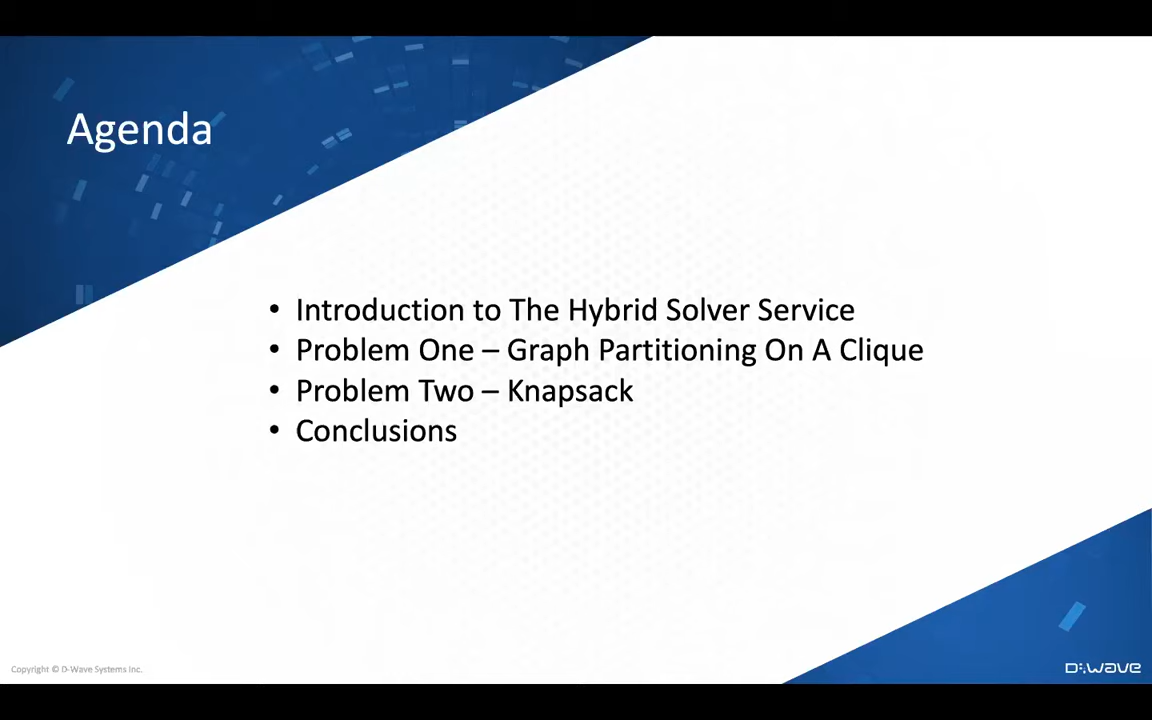 Agenda
• Introduction to The Hybrid Solver Service
• Problem One – Graph Partitioning On A Clique
• Problem Two – Knapsack
• Conclusions
Copyright © D-Wave Systems Inc.
D:wave